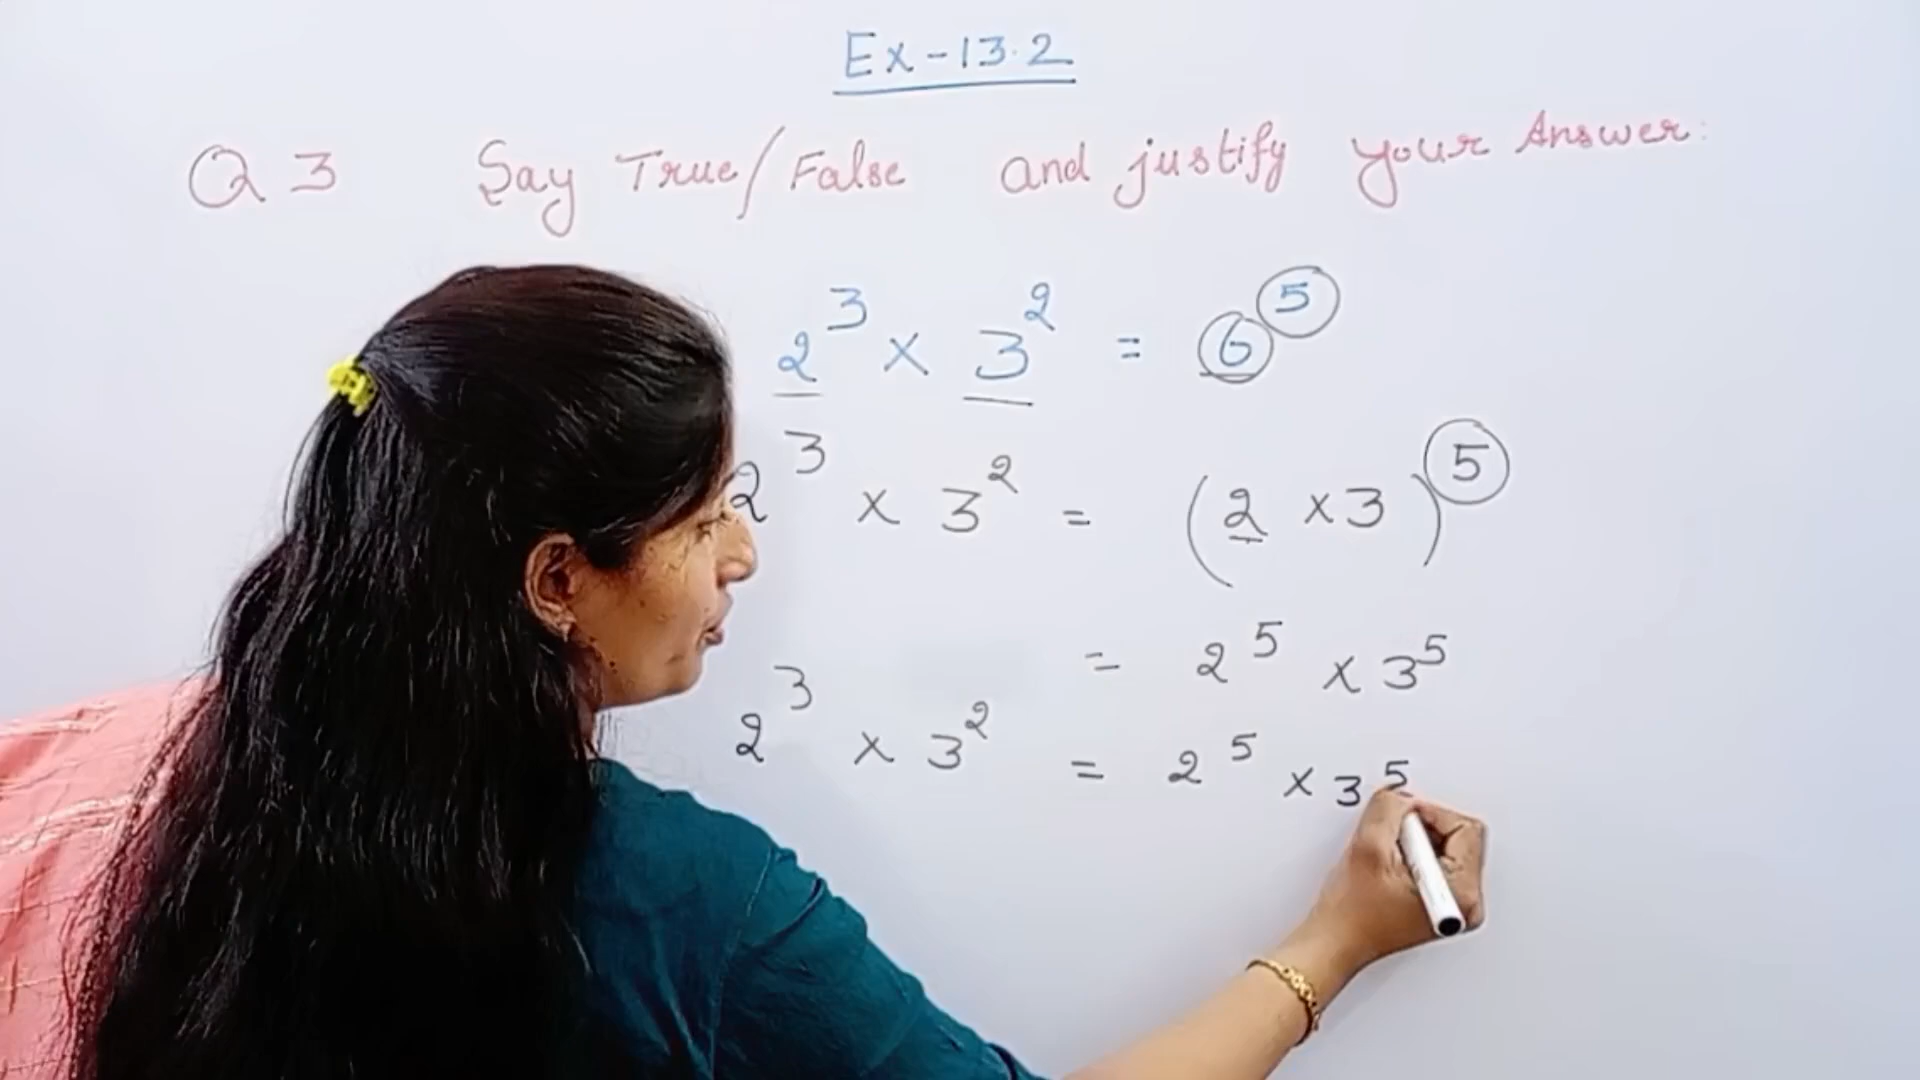 Ex-13.2
Q 3 Say True/False and justify your Answer:
2³ × 3² = 6⁵
2³ × 3² = (2 × 3)⁵
= 2⁵ × 3⁵
2³ × 3² = 2⁵ × 3⁵